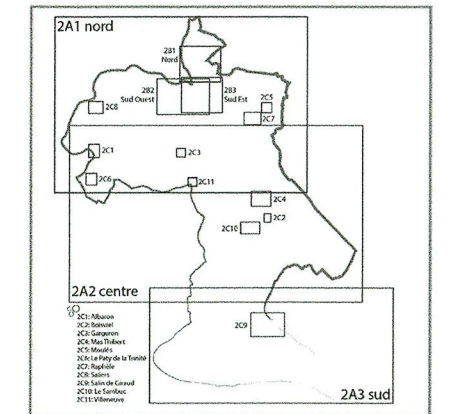 2A1 nord
2B1
Nord
2B2
Sud Ouest
2B3
Sud Est
2C8
2C5
2C7
2C1
2C3
2C6
2C11
2C4
2C2
2C10
2A2 centre
2C1: Albaron
2C2: Boisviel
2C3: Gageron
2C4: Mas Thibert
2C5: Moulès
2C6: Le Paty de la Trinité
2C7: Raphèle
2C8: Saliers
2C9: Salin de Giraud
2C10: Le Sambuc
2C11: Villeneuve
2C9
2A3 sud